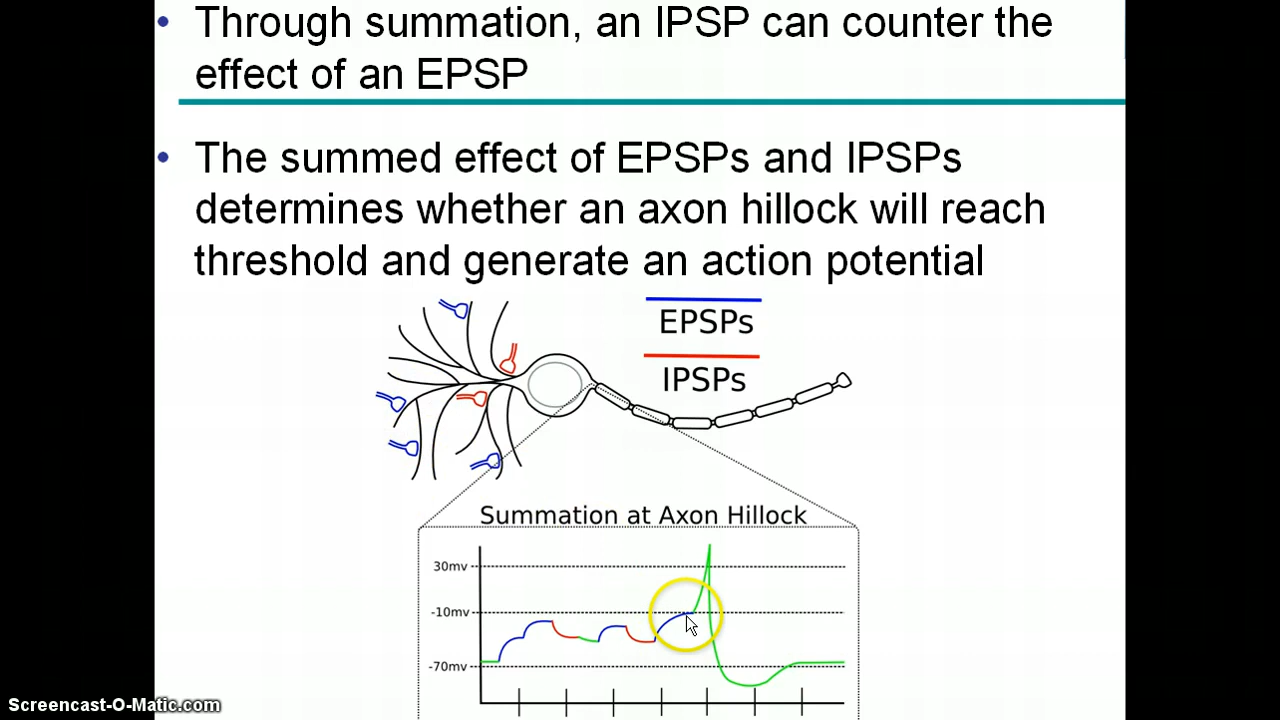 • Through summation, an IPSP can counter the
effect of an EPSP
• The summed effect of EPSPs and IPSPs
determines whether an axon hillock will reach
threshold and generate an action potential
EPSPs
IPSPs
Summation at Axon Hillock
30mv
-10mv
-70mv
Screencast-O-Matic.com